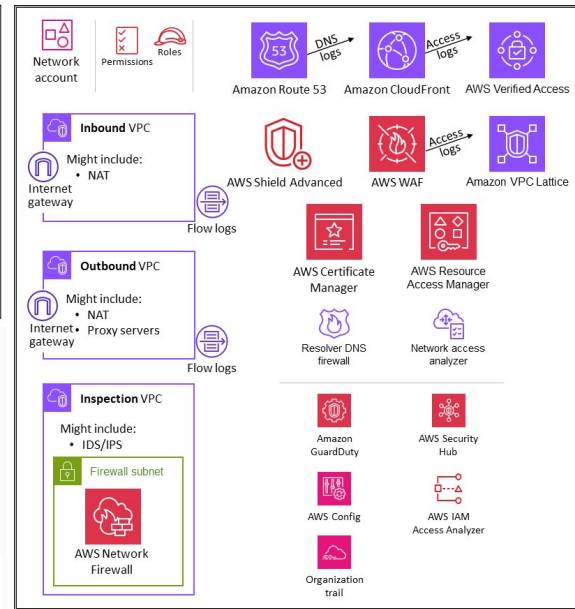 Network
account
Permissions
Roles
53
DNS
logs
Access
logs
Amazon Route 53
Amazon CloudFront
AWS Verified Access
Inbound VPC
Might include:
• NAT
Internet
gateway
Flow logs
AWS Shield Advanced
AWS WAF
Access
logs
Amazon VPC Lattice
AWS Certificate
Manager
AWS Resource
Access Manager
Outbound VPC
Might include:
• NAT
• Proxy servers
Internet
gateway
Flow logs
Resolver DNS
firewall
Network access
analyzer
Inspection VPC
Might include:
• IDS/IPS
Firewall subnet
AWS Network
Firewall
Amazon
GuardDuty
AWS Security
Hub
AWS Config
AWS IAM
Access Analyzer
Organization
trail